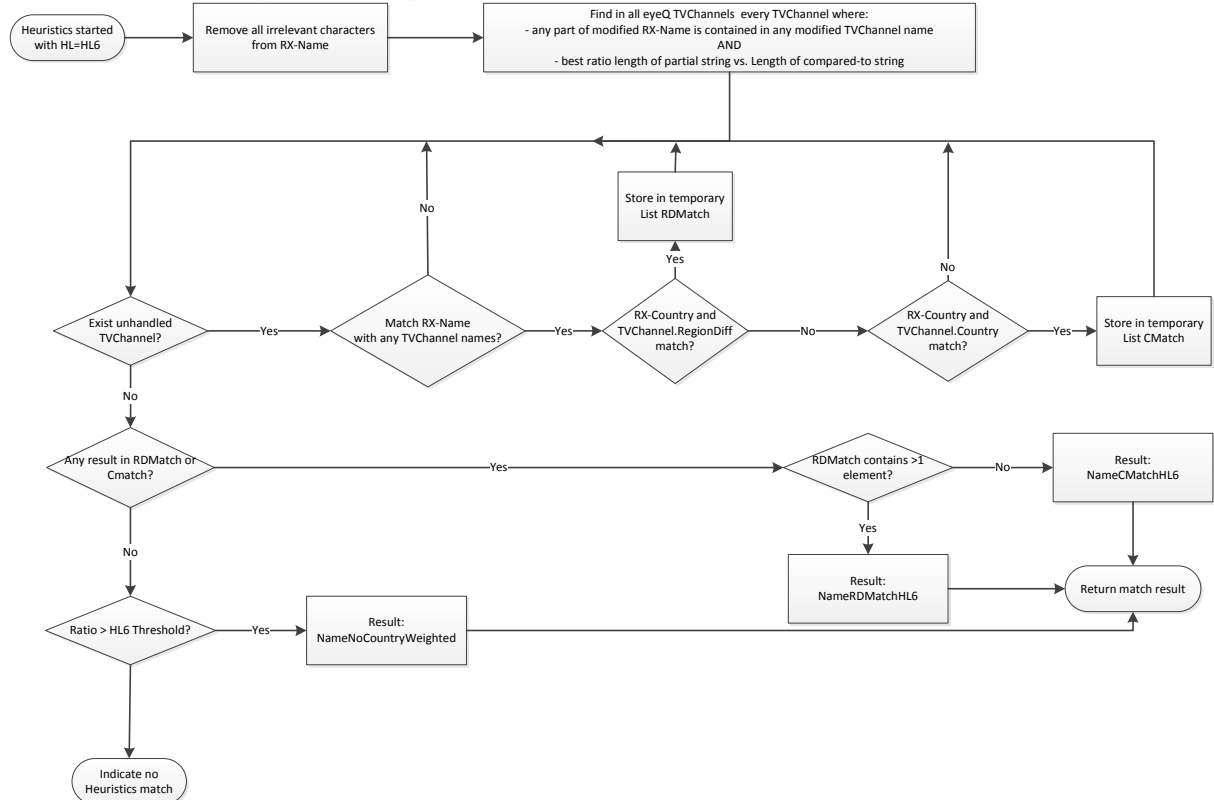 Heuristics started
with HL=HL6
Remove all irrelevant characters
from RX-Name
Find in all eyeQ TVChannels every TVChannel where:
- any part of modified RX-Name is contained in any modified TVChannel name
AND
- best ratio length of partial string vs. Length of compared-to string
No
Store in temporary
List RDMatch
Yes
No
Exist unhandled
TVChannel?
Yes
Match RX-Name
with any TVChannel names?
Yes
RX-Country and
TVChannel.RegionDiff
match?
No
RX-Country and
TVChannel.Country
match?
Yes
Store in temporary
List CMatch
No
Any result in RDMatch or
Cmatch?
Yes
RDMatch contains >1
element?
No
Result:
NameCMatchHL6
Yes
No
Result:
NameRDMatchHL6
Return match result
Ratio > HL6 Threshold?
Yes
Result:
NameNoCountryWeighted
Indicate no
Heuristics match